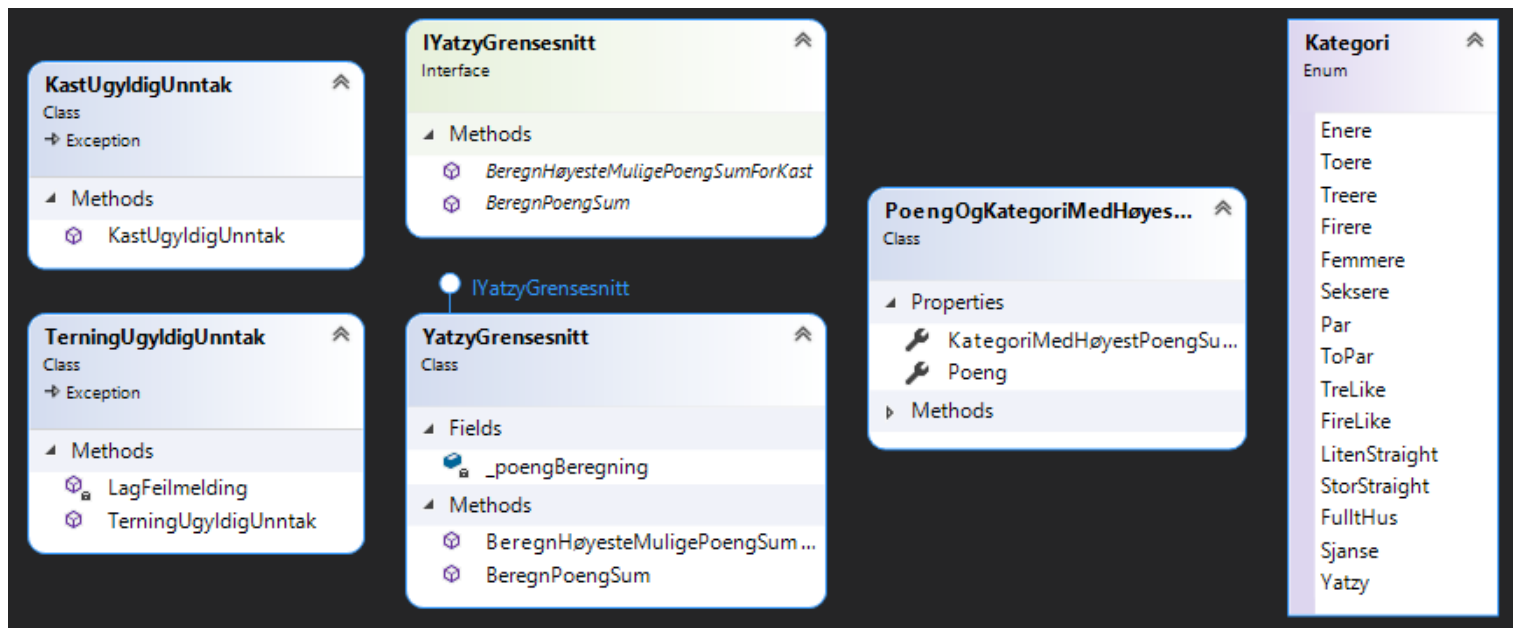 KastUgyldigUnntak
Class
Exception
Methods
KastUgyldigUnntak
TerningUgyldigUnntak
Class
Exception
Methods
LagFeilmelding
TerningUgyldigUnntak
IYatzyGrensesnitt
Interface
Methods
BeregnHøyesteMuligePoengSumForKast
BeregnPoengSum
IYatzyGrensesnitt
YatzyGrensesnitt
Class
Fields
_poengBeregning
Methods
BeregnHøyesteMuligePoengSum...
BeregnPoengSum
PoengOgKategoriMedHøyes...
Class
Properties
KategoriMedHøyestPoengSu...
Poeng
Methods
Kategori
Enum
Enere
Toere
Treere
Firere
Femmere
Seksere
Par
ToPar
TreLike
FireLike
LitenStraight
StorStraight
FulltHus
Sjanse
Yatzy